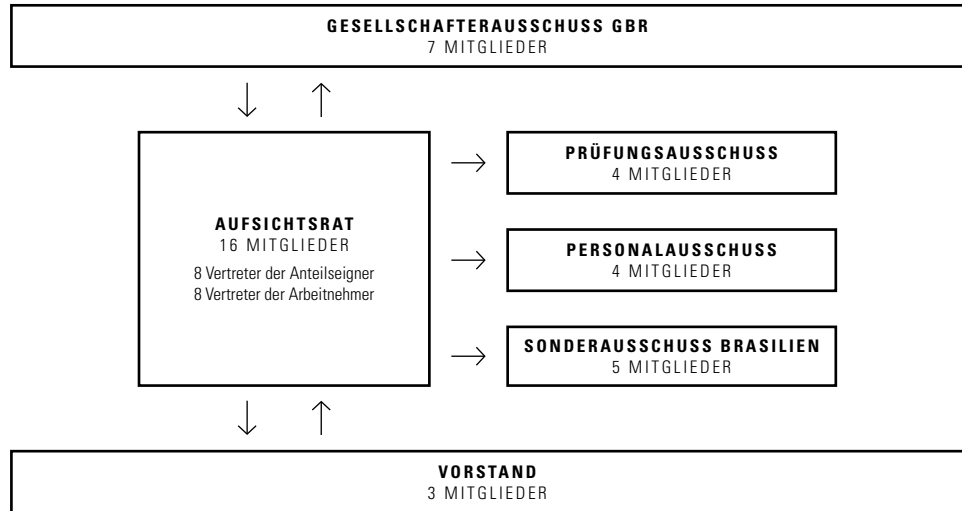 GESELLSCHAFTERAUSSCHUSS GBR
7 MITGLIEDER
AUFSICHTSRAT
16 MITGLIEDER
8 Vertreter der Anteilseigner
8 Vertreter der Arbeitnehmer
PRÜFUNGSAUSSCHUSS
4 MITGLIEDER
PERSONALAUSSCHUSS
4 MITGLIEDER
SONDERAUSSCHUSS BRASILIEN
5 MITGLIEDER
VORSTAND
3 MITGLIEDER